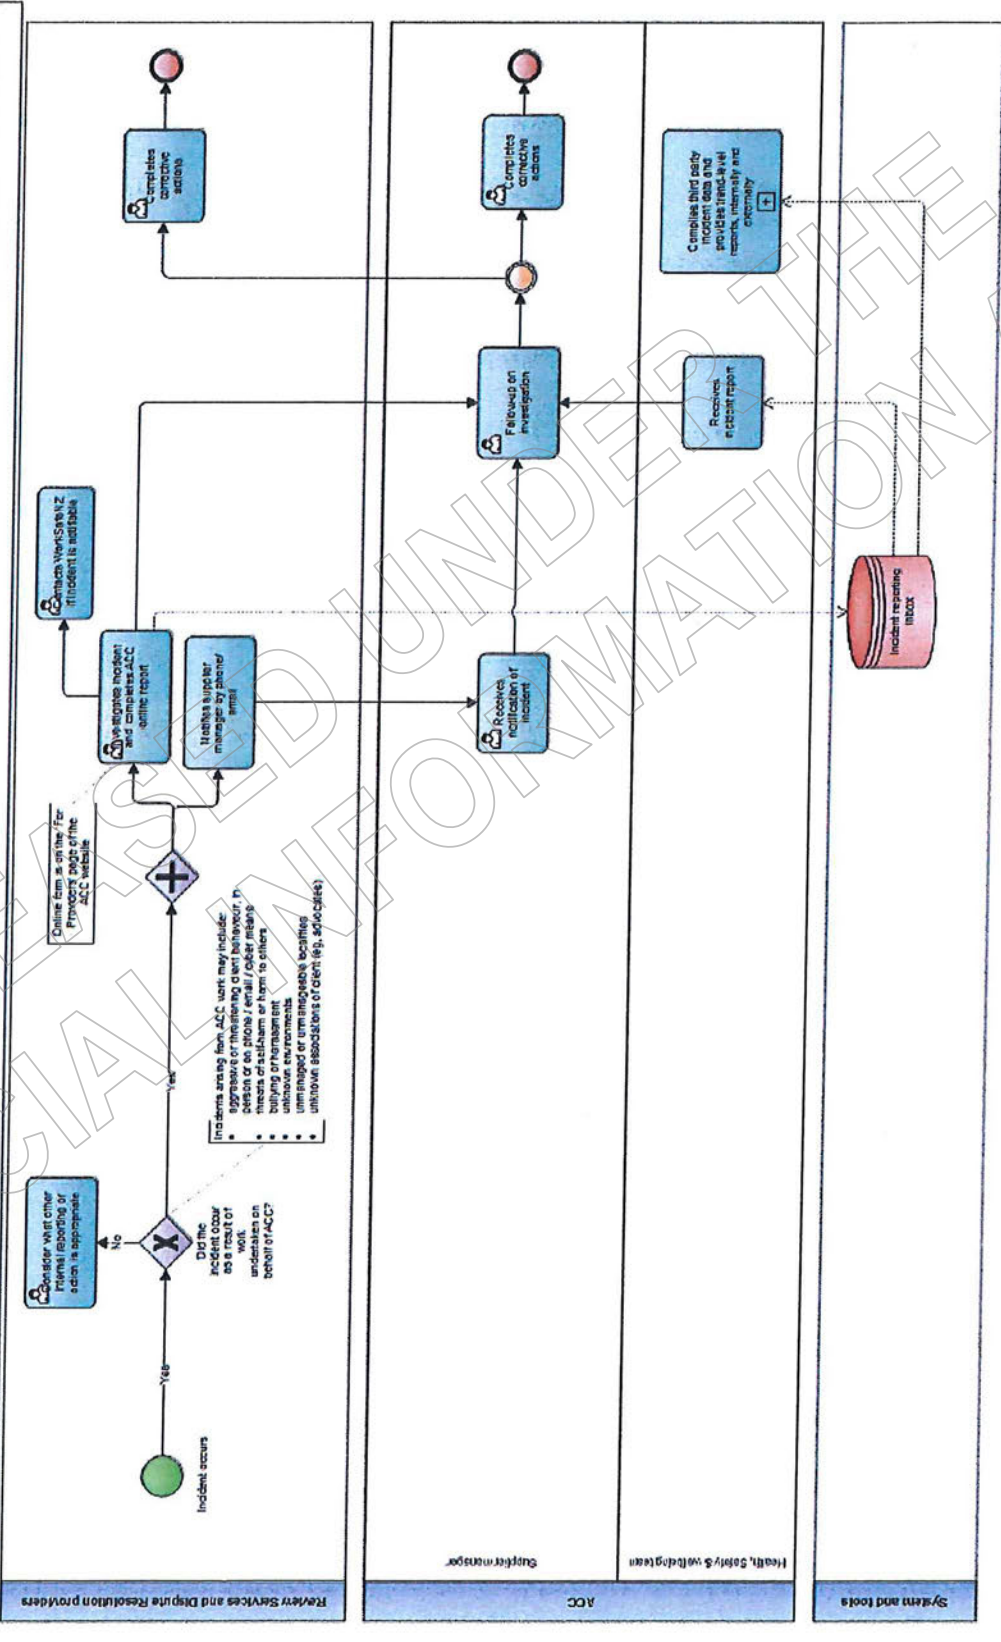 Review Services and Dispute Resolution providers
Incident occurs
Yes
Did the
incident occur
as a result of
work
undertaken on
behalf of ACC?
No
Consider what other
internal reporting or
action is appropriate
Yes
Incidents arising from ACC work may include:
• aggressive or threatening client behaviour, in
person or on phone / email / cyber means
• threats of self-harm or harm to others
• bullying or harassment
• unknown environments
• unmanaged or unmanageable localities
• unknown associations of client (eg, advocates)
Online form is on the 'For
Providers' page of the
ACC website
Investigates incident
and completes ACC
online report
Notifies supplier
manager by phone/
email
Contacts WorkSafe NZ
if incident is notifiable
Completes
corrective
actions
ACC
Supplier manager
Receives
notification of
incident
Follow-up on
investigation
Completes
corrective
actions
Health, Safety & wellbeing team
Receives
incident report
Compiles third party
incident data and
provides trend-level
reports, internally and
externally
System and tools
Incident reporting
inbox
RELEASED UNDER THE
OFFICIAL INFORMATION